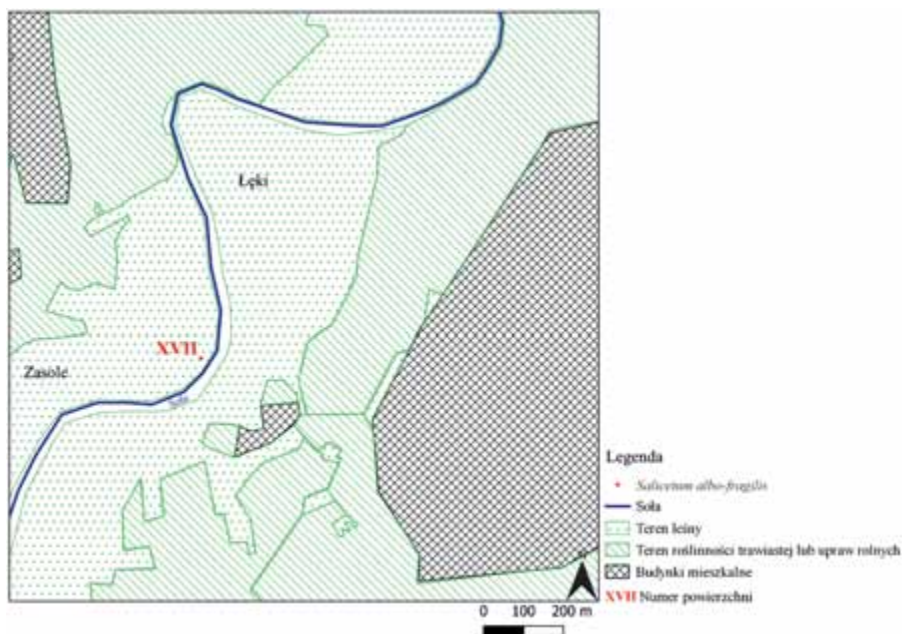 Łęki
XVII
Zasole
Soła
Legenda
Salicetum albo-fragilis
Soła
Teren leśny
Teren roślinności trawiastej lub upraw rolnych
Budynki mieszkalne
XVII Numer powierzchni
0 100 200 m